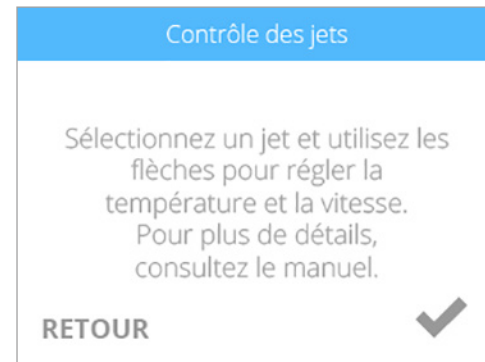 Contrôle des jets
Sélectionnez un jet et utilisez les
flèches pour régler la
température et la vitesse.
Pour plus de détails,
consultez le manuel.
RETOUR